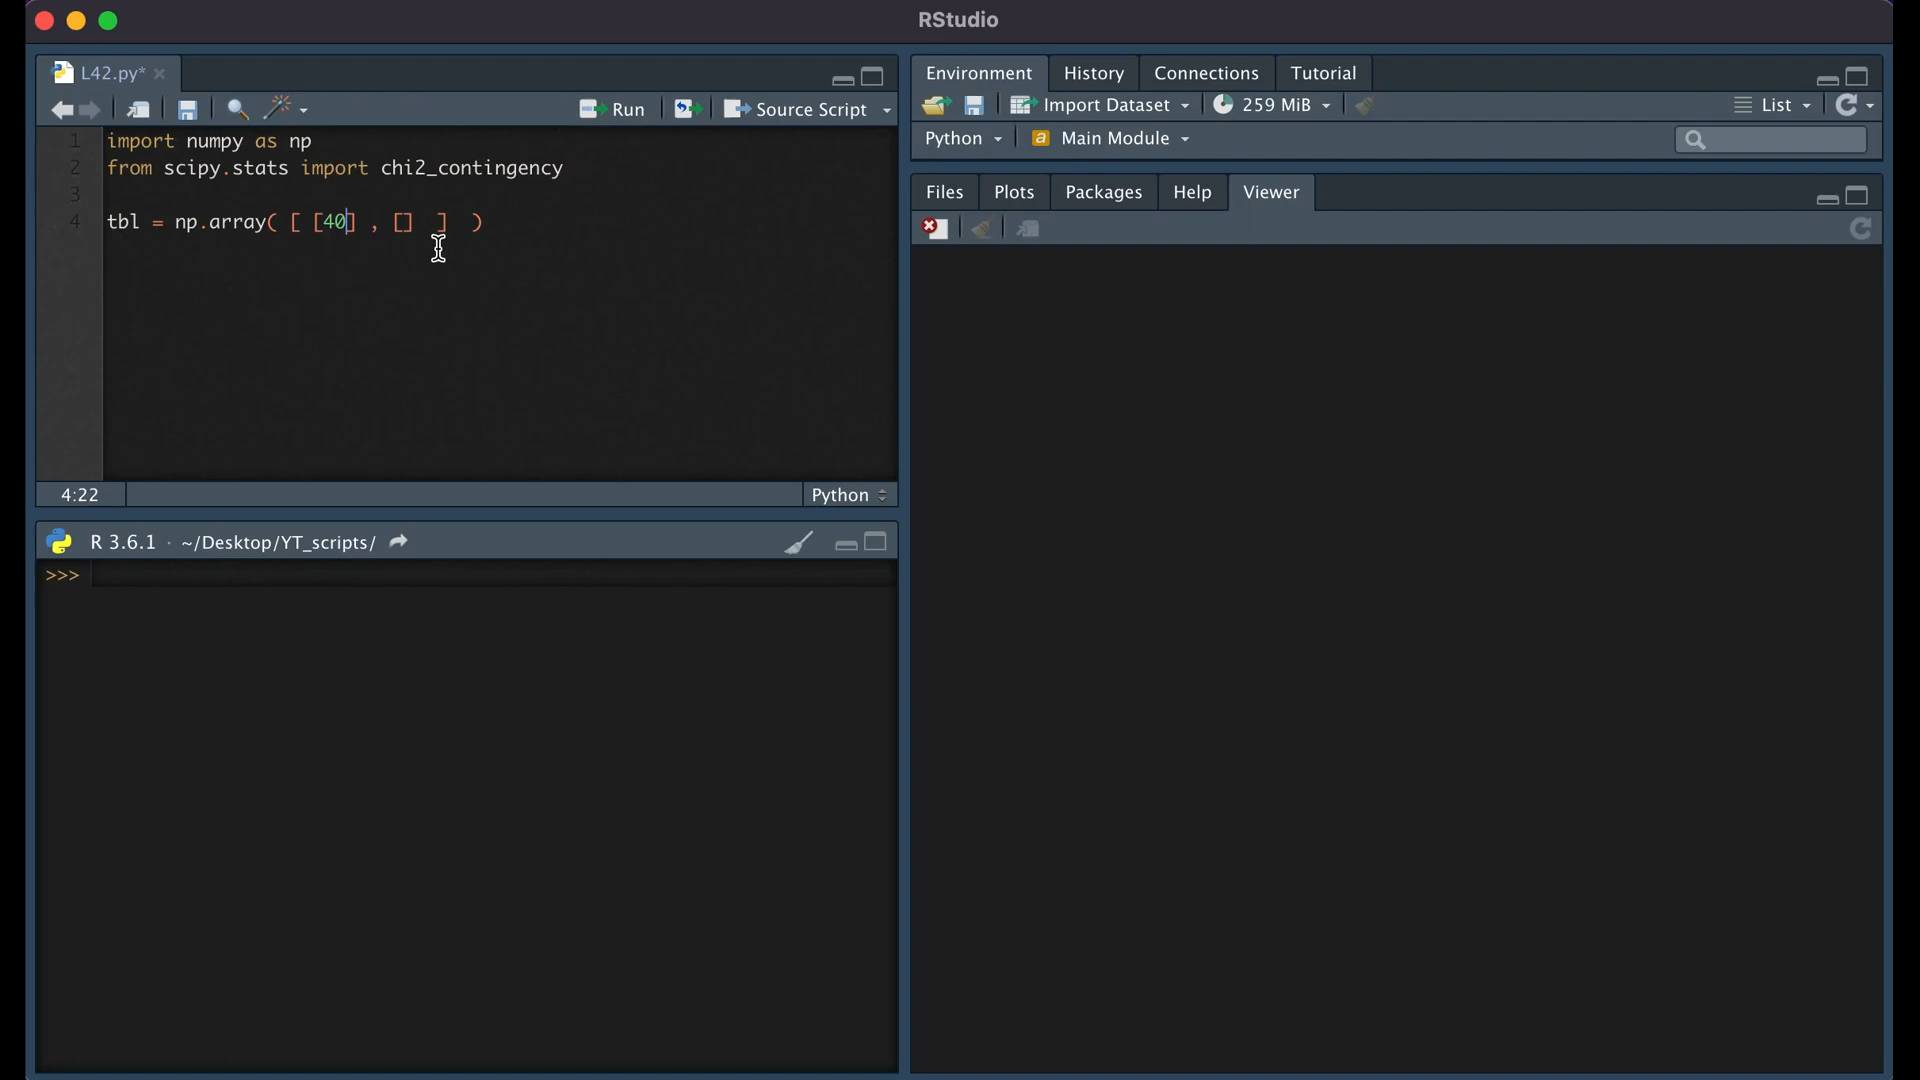 RStudio
L42.py*
Run
Source Script
1 import numpy as np
2 from scipy.stats import chi2_contingency
3
4 tbl = np.array( [ [40] , []  ]  )
4:22
Python
R 3.6.1 · ~/Desktop/YT_scripts/
>>>
Environment History Connections Tutorial
Import Dataset 259 MiB List
Python Main Module
Files Plots Packages Help Viewer